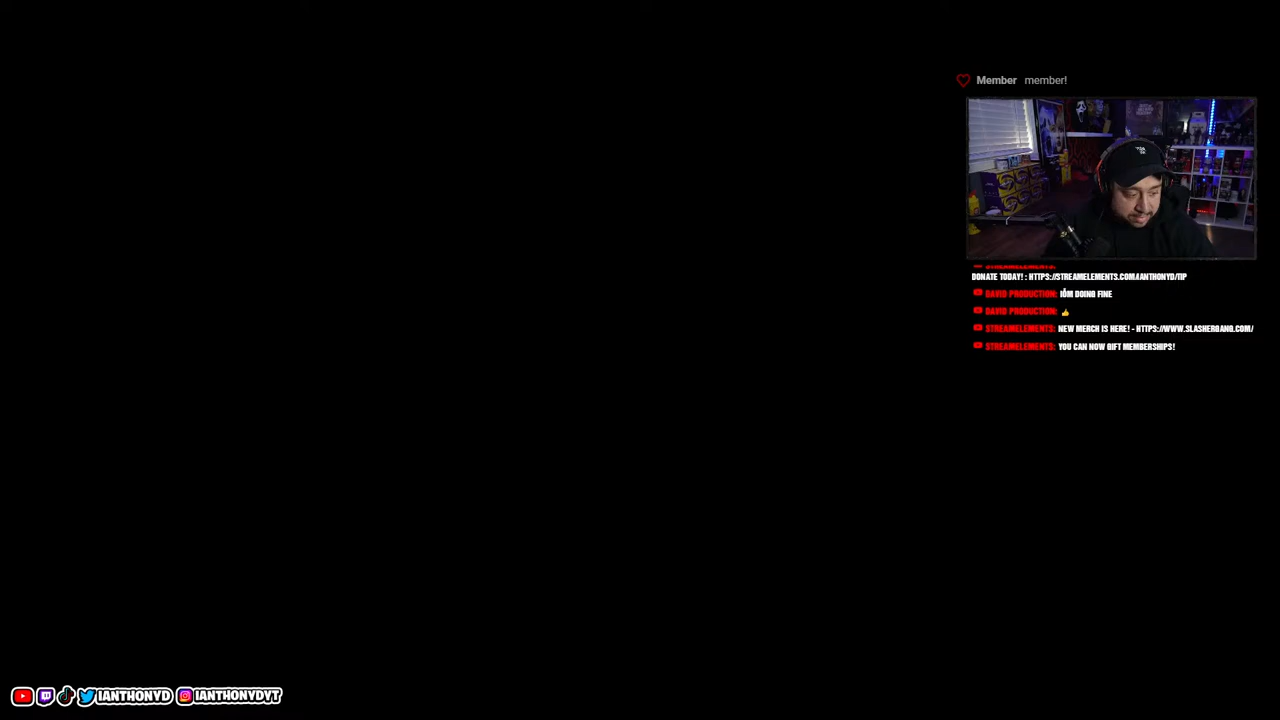 Member member!
DONATE TODAY! : HTTPS://STREAMELEMENTS.COM/IANTHONYD/TIP
DAVID PRODUCTION: IÕM DOING FINE
DAVID PRODUCTION: 👍
STREAMELEMENTS: NEW MERCH IS HERE! - HTTPS://WWW.SLASHERGANG.COM/
STREAMELEMENTS: YOU CAN NOW GIFT MEMBERSHIPS!
IANTHONYD IANTHONYDYT